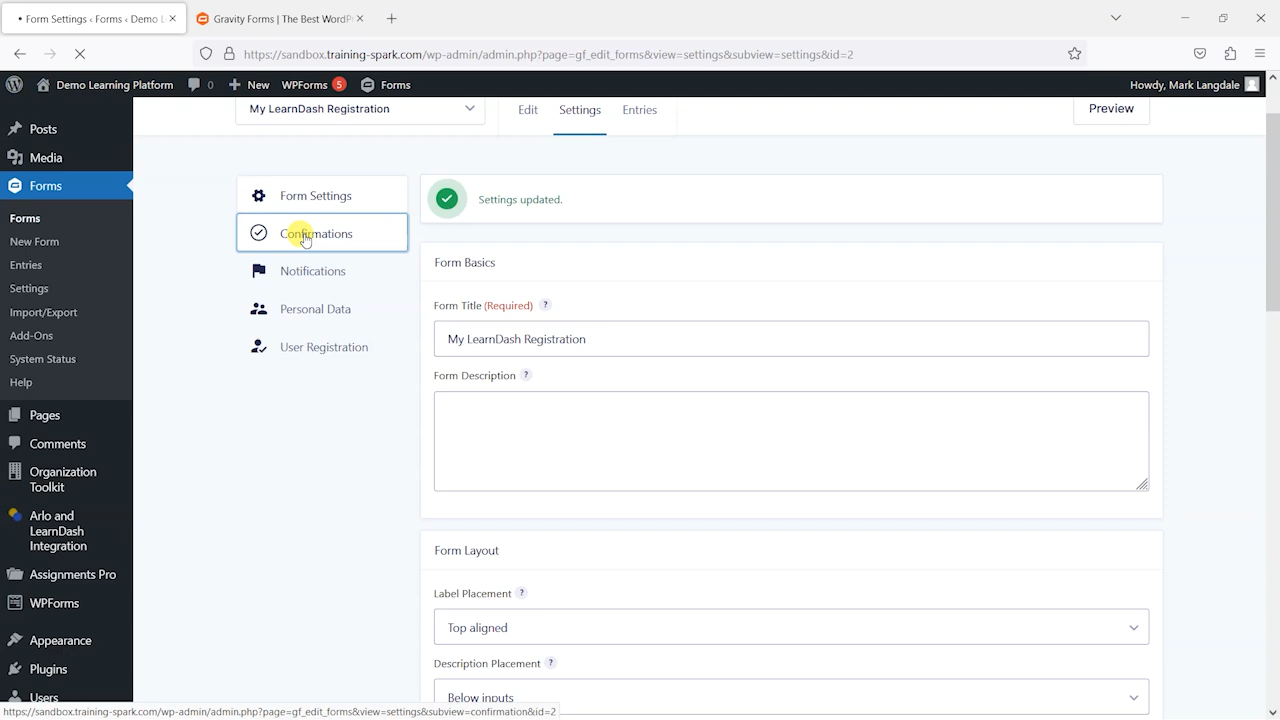 Form Settings ‹ Forms ‹ Demo L
Gravity Forms | The Best WordPr
https://sandbox.training-spark.com/wp-admin/admin.php?page=gf_edit_forms&view=settings&subview=settings&id=2
Demo Learning Platform
0
New
WPForms 5
Forms
Howdy, Mark Langdale
My LearnDash Registration
Edit
Settings
Entries
Preview
Posts
Media
Forms
Forms
New Form
Entries
Settings
Import/Export
Add-Ons
System Status
Help
Pages
Comments
Organization
Toolkit
Arlo and
LearnDash
Integration
Assignments Pro
WPForms
Appearance
Plugins
Users
Form Settings
Confirmations
Notifications
Personal Data
User Registration
Settings updated.
Form Basics
Form Title (Required) ?
My LearnDash Registration
Form Description ?
Form Layout
Label Placement ?
Top aligned
Description Placement ?
Below inputs
https://sandbox.training-spark.com/wp-admin/admin.php?page=gf_edit_forms&view=settings&subview=confirmation&id=2